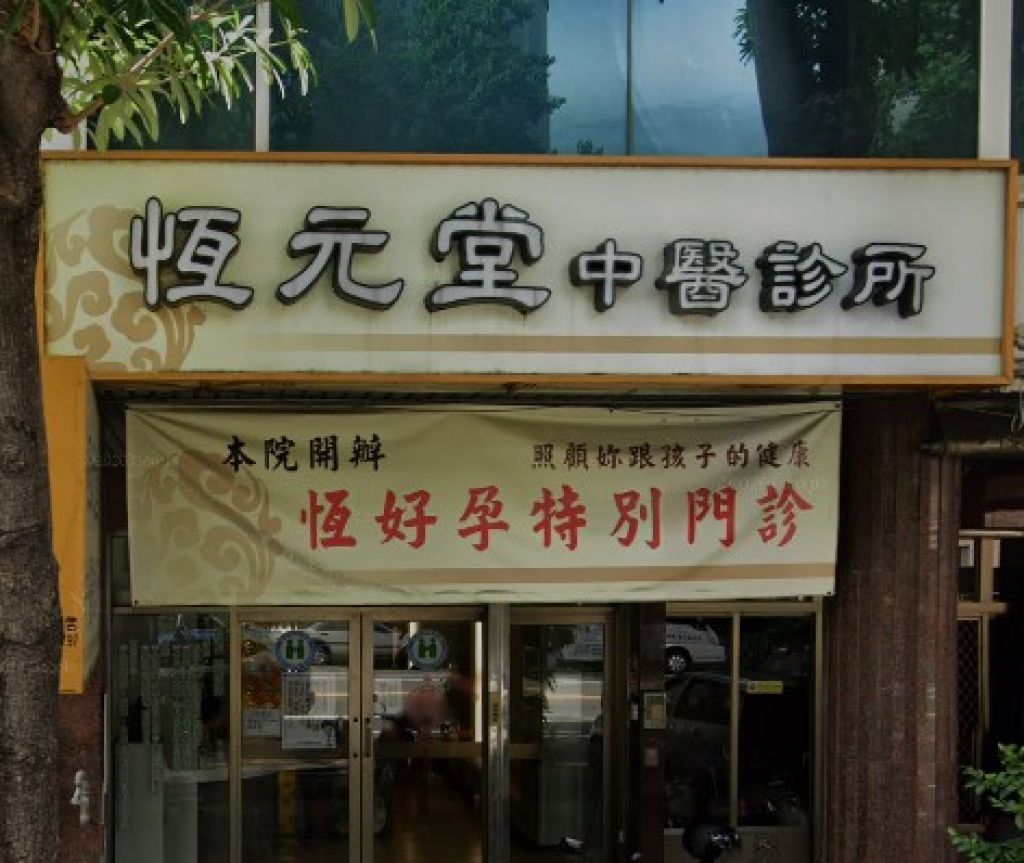 恆元堂中醫診所
本院開辦 照顧妳跟孩子的健康
恆好孕特別門診
H H